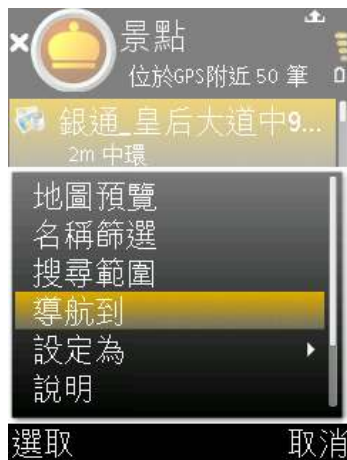 景點
位於GPS附近 50 筆
銀通_皇后大道中9...
2m 中環
地圖預覽
名稱篩選
搜尋範圍
導航到
設定為
說明
選取 取消